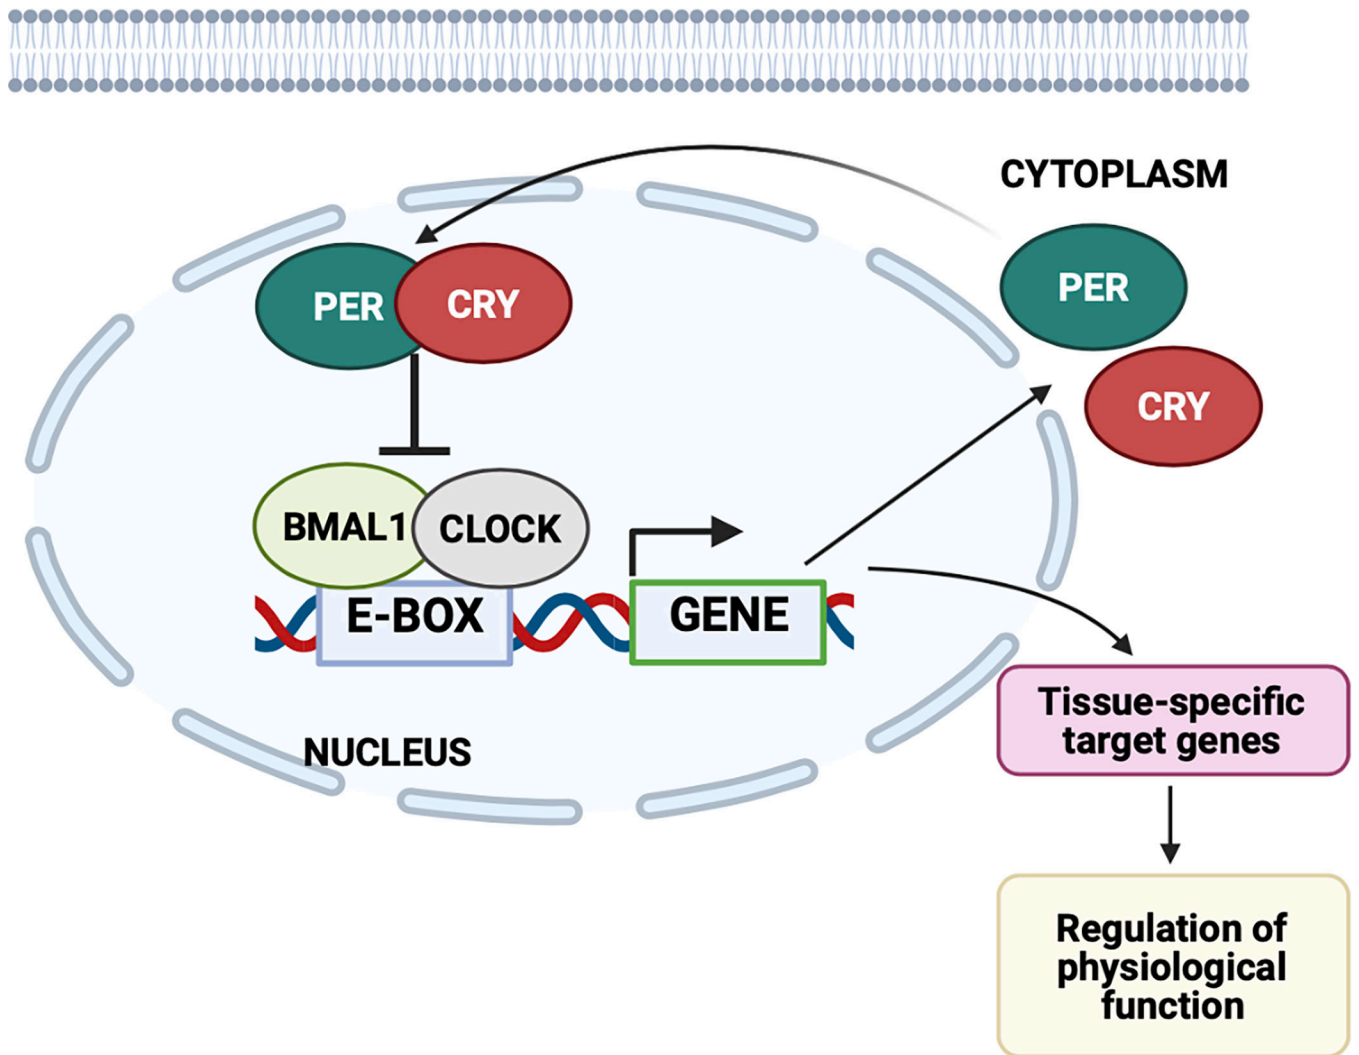 CYTOPLASM
PER
CRY
PER
CRY
BMAL1
CLOCK
E-BOX
GENE
NUCLEUS
Tissue-specific
target genes
Regulation of
physiological
function